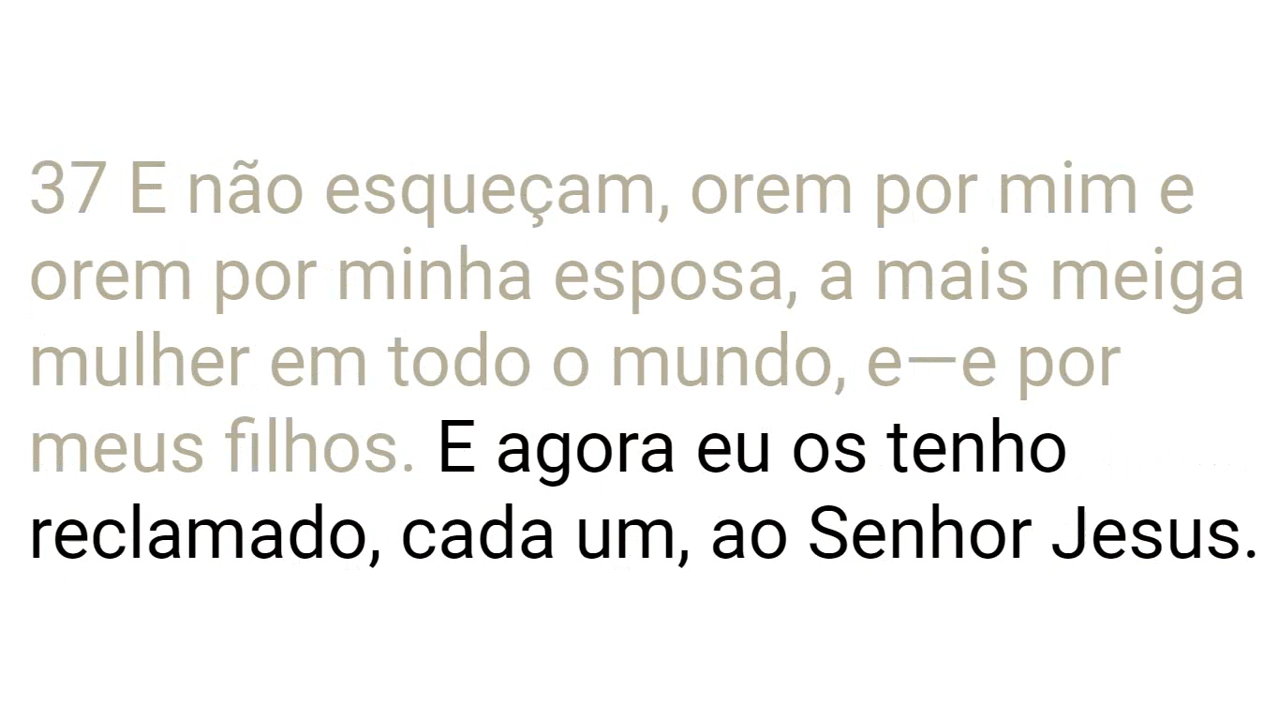 37 E não esqueçam, orem por mim e
orem por minha esposa, a mais meiga
mulher em todo o mundo, e—e por
meus filhos. E agora eu os tenho
reclamado, cada um, ao Senhor Jesus.